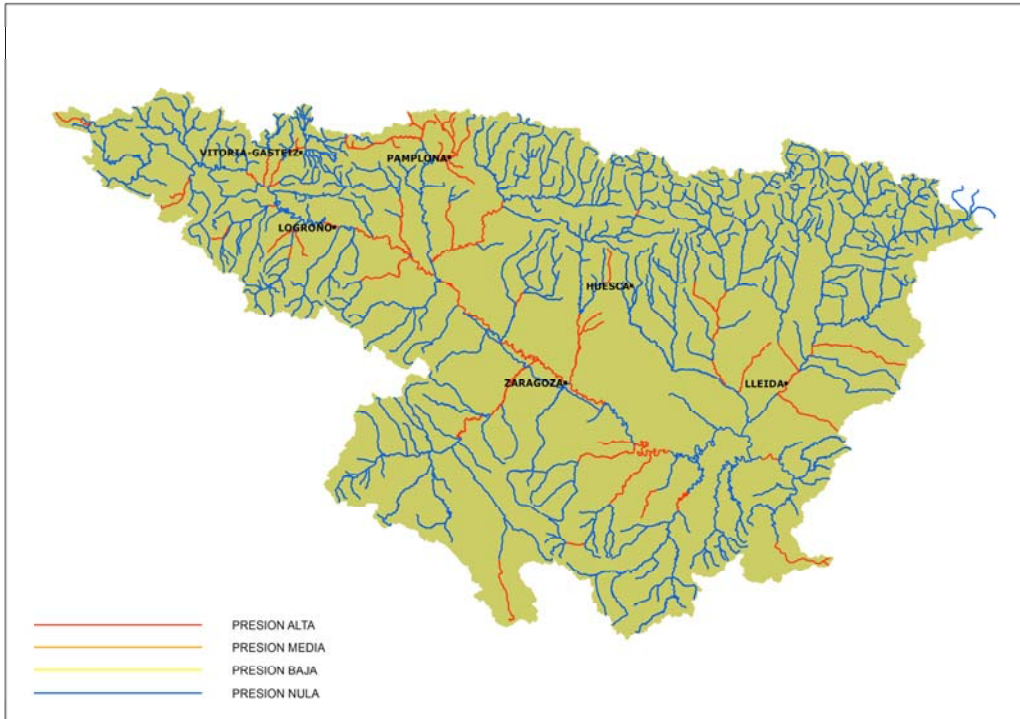 VITORIA-GASTEIZ
PAMPLONA
LOGROÑO
HUESCA
ZARAGOZA
LLEIDA
PRESION ALTA
PRESION MEDIA
PRESION BAJA
PRESION NULA